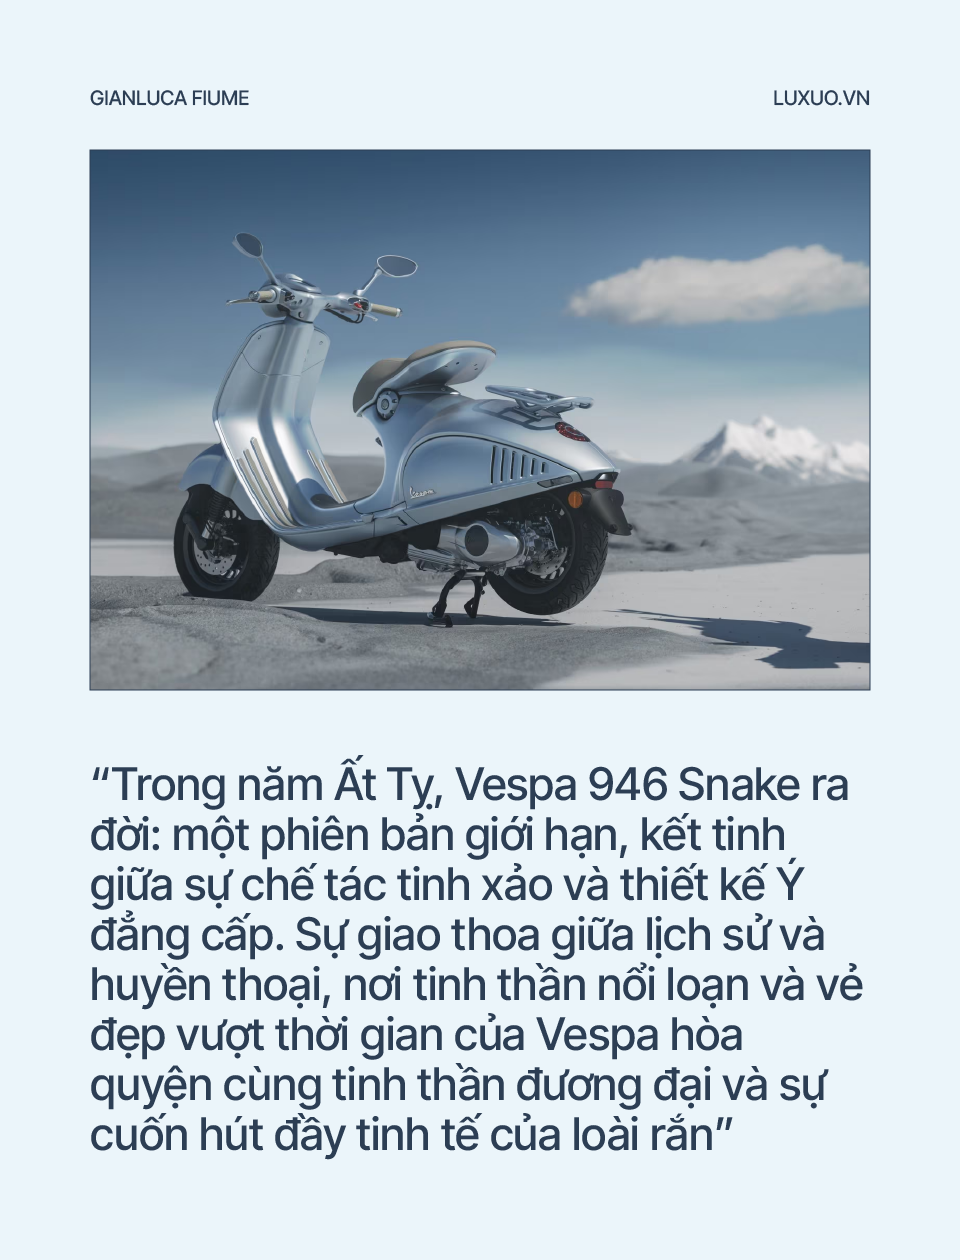 GIANLUCA FIUME
LUXUO.VN
Vespa
“Trong năm Ất Tỵ, Vespa 946 Snake ra
đời: một phiên bản giới hạn, kết tinh
giữa sự chế tác tinh xảo và thiết kế Ý
đẳng cấp. Sự giao thoa giữa lịch sử và
huyền thoại, nơi tinh thần nổi loạn và vẻ
đẹp vượt thời gian của Vespa hòa
quyện cùng tinh thần đương đại và sự
cuốn hút đầy tinh tế của loài rắn”